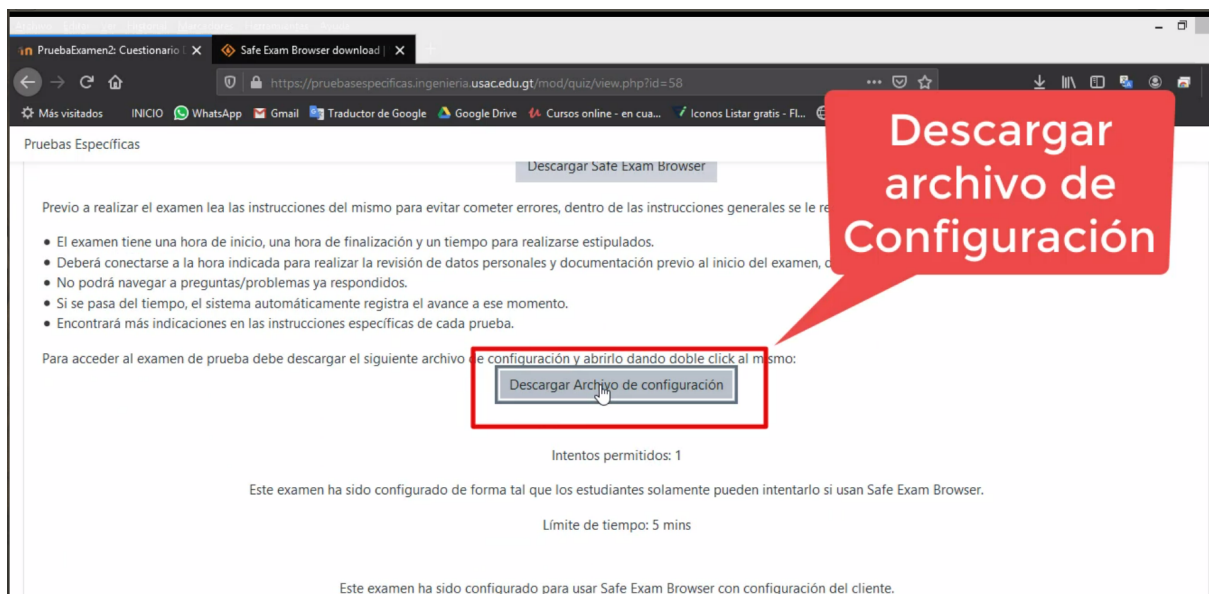 PruebaExamen2: Cuestionario
Safe Exam Browser download |
https://pruebasespecificas.ingenieria.usac.edu.gt/mod/quiz/view.php?id=58
Más visitados INICIO WhatsApp Gmail Traductor de Google Google Drive Cursos online - en cua... Iconos Listar gratis - Fl...
Descargar
archivo de
Configuración
Pruebas Específicas
Descargar Safe Exam Browser
Previo a realizar el examen lea las instrucciones del mismo para evitar cometer errores, dentro de las instrucciones generales se le
El examen tiene una hora de inicio, una hora de finalización y un tiempo para realizarse estipulados.
Deberá conectarse a la hora indicada para realizar la revisión de datos personales y documentación previo al inicio del examen,
No podrá navegar a preguntas/problemas ya respondidos.
Si se pasa del tiempo, el sistema automáticamente registra el avance a ese momento.
Encontrará más indicaciones en las instrucciones específicas de cada prueba.
Para acceder al examen de prueba debe descargar el siguiente archivo de configuración y abrirlo dando doble click al mismo:
Descargar Archivo de configuración
Intentos permitidos: 1
Este examen ha sido configurado de forma tal que los estudiantes solamente pueden intentarlo si usan Safe Exam Browser.
Límite de tiempo: 5 mins
Este examen ha sido configurado para usar Safe Exam Browser con configuración del cliente.